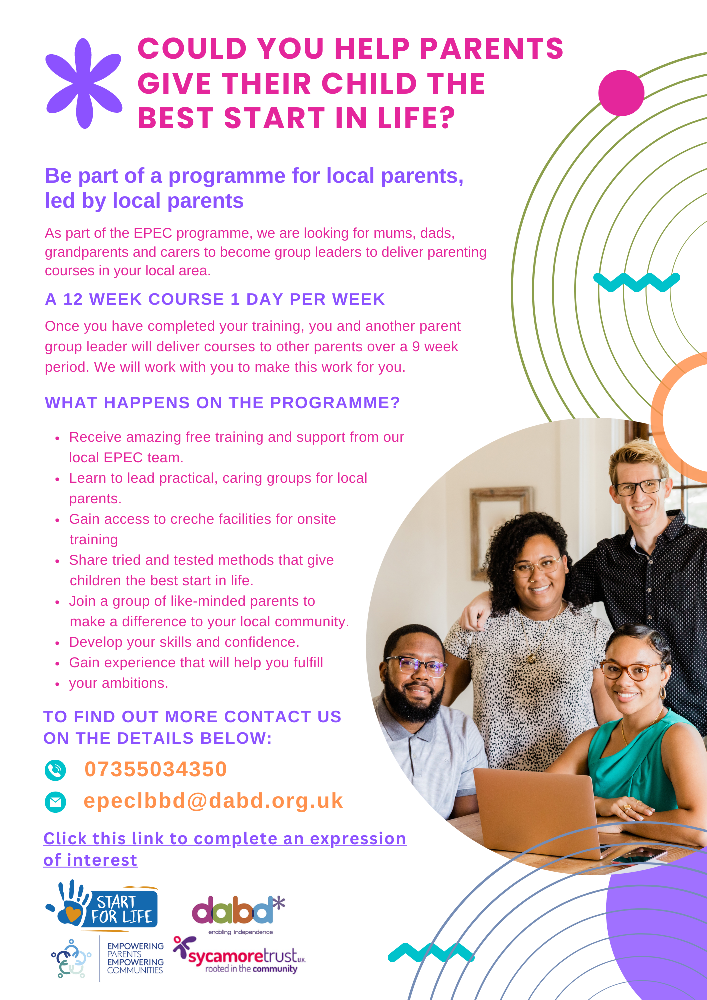 COULD YOU HELP PARENTS
GIVE THEIR CHILD THE
BEST START IN LIFE?
Be part of a programme for local parents,
led by local parents
As part of the EPEC programme, we are looking for mums, dads,
grandparents and carers to become group leaders to deliver parenting
courses in your local area.
A 12 WEEK COURSE 1 DAY PER WEEK
Once you have completed your training, you and another parent
group leader will deliver courses to other parents over a 9 week
period. We will work with you to make this work for you.
WHAT HAPPENS ON THE PROGRAMME?
• Receive amazing free training and support from our
local EPEC team.
• Learn to lead practical, caring groups for local
parents.
• Gain access to creche facilities for onsite
training
• Share tried and tested methods that give
children the best start in life.
• Join a group of like-minded parents to
make a difference to your local community.
• Develop your skills and confidence.
• Gain experience that will help you fulfill
• your ambitions.
TO FIND OUT MORE CONTACT US
ON THE DETAILS BELOW:
07355034350
epeclbbd@dabd.org.uk
Click this link to complete an expression
of interest
START
FOR LIFE
dabd*
enabling independence
EMPOWERING
PARENTS
EMPOWERING
COMMUNITIES
sycamoretrust U.K.
rooted in the community